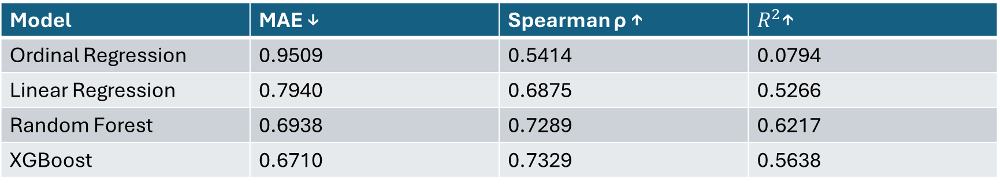 Model MAE ↓ Spearman ρ ↑ R² ↑
Ordinal Regression 0.9509 0.5414 0.0794
Linear Regression 0.7940 0.6875 0.5266
Random Forest 0.6938 0.7289 0.6217
XGBoost 0.6710 0.7329 0.5638